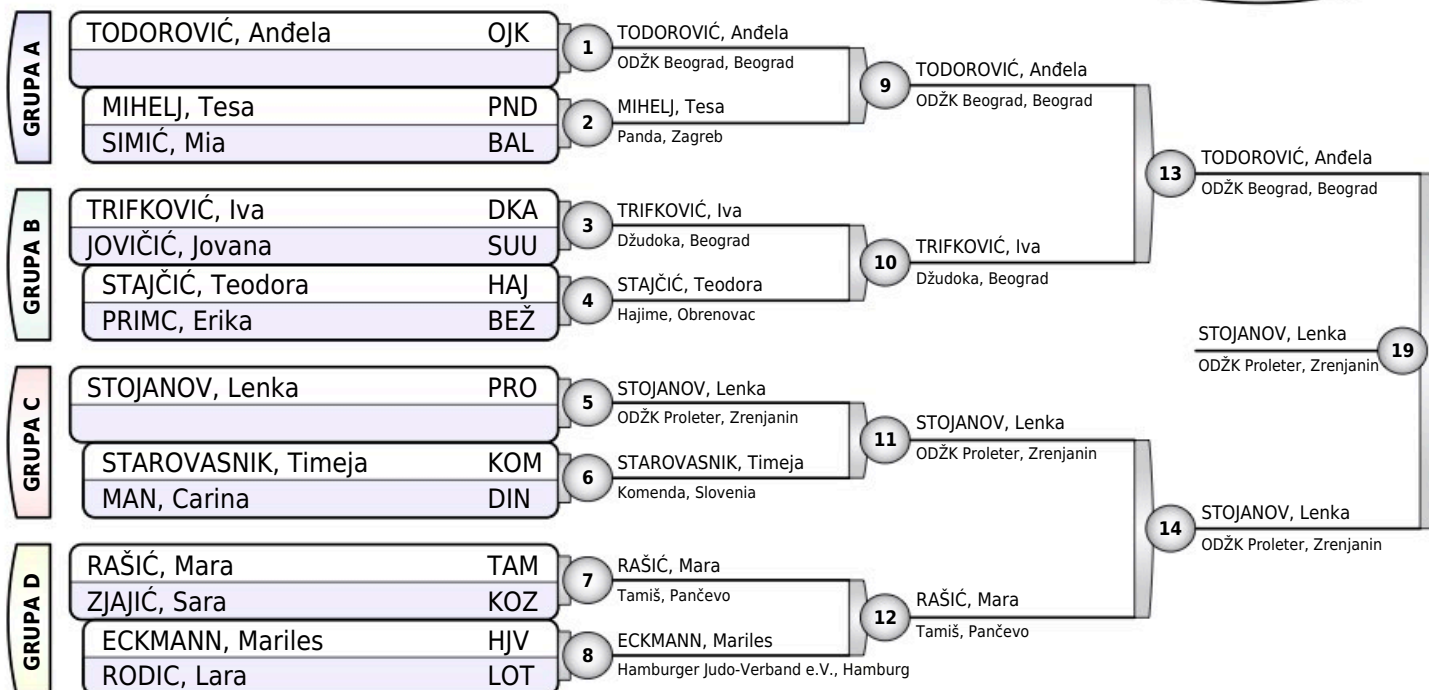 GRUPA A
TODOROVIĆ, Anđela OJK
MIHELJ, Tesa PND
SIMIĆ, Mia BAL
1
TODOROVIĆ, Anđela
ODŽK Beograd, Beograd
2
MIHELJ, Tesa
Panda, Zagreb
9
TODOROVIĆ, Anđela
ODŽK Beograd, Beograd
GRUPA B
TRIFKOVIĆ, Iva DKA
JOVIČIĆ, Jovana SUU
STAJČIĆ, Teodora HAJ
PRIMC, Erika BEŽ
3
TRIFKOVIĆ, Iva
Džudoka, Beograd
4
STAJČIĆ, Teodora
Hajime, Obrenovac
10
TRIFKOVIĆ, Iva
Džudoka, Beograd
13
TODOROVIĆ, Anđela
ODŽK Beograd, Beograd
GRUPA C
STOJANOV, Lenka PRO
STAROVASNIK, Timeja KOM
MAN, Carina DIN
5
STOJANOV, Lenka
ODŽK Proleter, Zrenjanin
6
STAROVASNIK, Timeja
Komenda, Slovenia
11
STOJANOV, Lenka
ODŽK Proleter, Zrenjanin
GRUPA D
RAŠIĆ, Mara TAM
ZJAJIĆ, Sara KOZ
ECKMANN, Mariles HJV
RODIC, Lara LOT
7
RAŠIĆ, Mara
Tamiš, Pančevo
8
ECKMANN, Mariles
Hamburger Judo-Verband e.V., Hamburg
12
RAŠIĆ, Mara
Tamiš, Pančevo
14
STOJANOV, Lenka
ODŽK Proleter, Zrenjanin
STOJANOV, Lenka
ODŽK Proleter, Zrenjanin
19